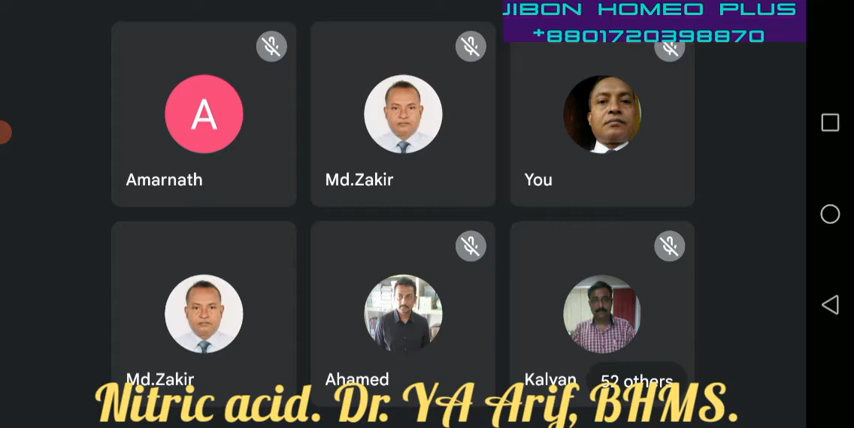 JIBON HOMEO PLUS
+8801720398870
A
Amarnath
Md.Zakir
You
Md.Zakir
Ahamed
Kalyan
52 others
Nitric acid. Dr. YA Arif, BHMS.